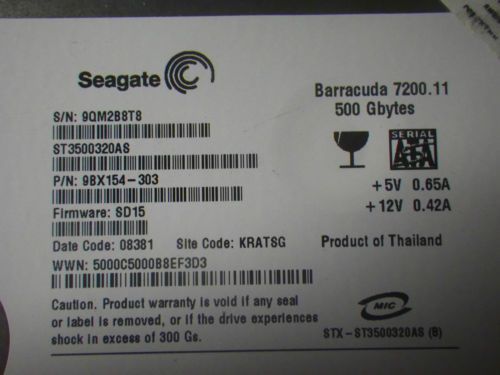 Seagate
Barracuda 7200.11
500 Gbytes
S/N: 9QM2B8T8
ST3500320AS
P/N: 9BX154-303
Firmware: SD15
Date Code: 08381 Site Code: KRATSG
WWN: 5000C5000B8EF3D3
SERIAL
ATA
+5V 0.65A
+12V 0.42A
Product of Thailand
Caution. Product warranty is void if any seal
or label is removed, or if the drive experiences
shock in excess of 300 Gs.
MIC
STX-ST3500320AS (B)